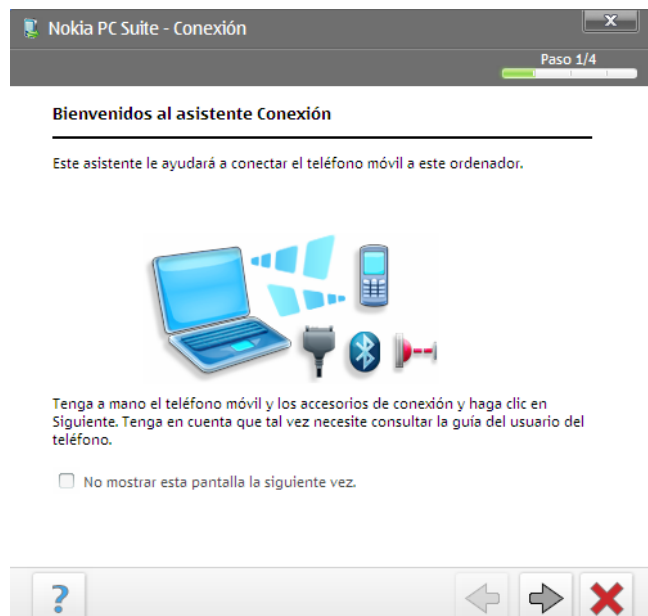 Nokia PC Suite - Conexión
x
Paso 1/4
Bienvenidos al asistente Conexión
Este asistente le ayudará a conectar el teléfono móvil a este ordenador.
Tenga a mano el teléfono móvil y los accesorios de conexión y haga clic en
Siguiente. Tenga en cuenta que tal vez necesite consultar la guía del usuario del
teléfono.
No mostrar esta pantalla la siguiente vez.
?